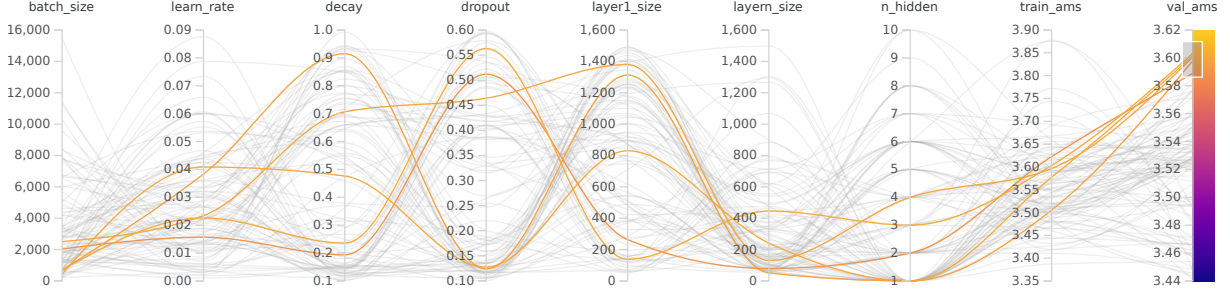 batch_size learn_rate decay dropout layer1_size layern_size n_hidden train_ams val_ams
16,000 0.09 1.0 0.60 1,600 1,600 10 3.90 3.62
14,000 0.08 0.9 0.55 1,400 1,400 9 3.85 3.60
12,000 0.07 0.8 0.50 1,200 1,200 8 3.80 3.58
10,000 0.06 0.7 0.45 1,000 1,000 7 3.75 3.56
8,000 0.05 0.6 0.40 800 800 6 3.70 3.54
6,000 0.04 0.5 0.35 600 600 5 3.65 3.52
4,000 0.03 0.4 0.30 400 400 4 3.60 3.50
2,000 0.02 0.3 0.25 200 200 3 3.55 3.48
0 0.01 0.2 0.20 0 0 2 3.50 3.46
0.00 0.1 0.15 1 3.45 3.44
0.10 3.40
3.35